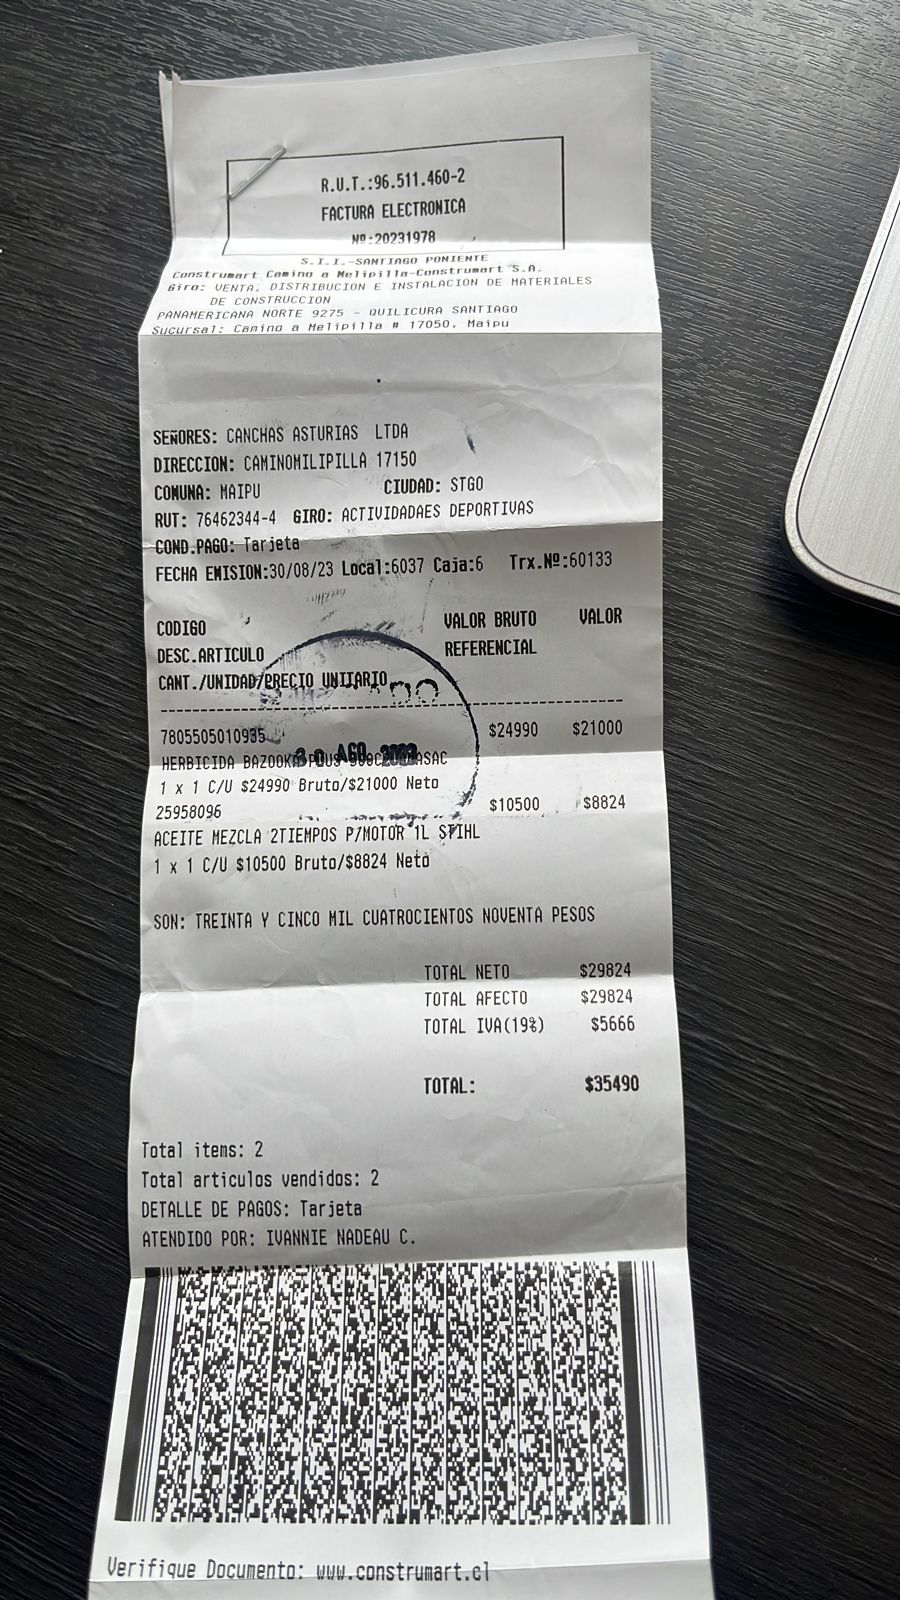 R.U.T.:96.511.460-2
FACTURA ELECTRONICA
Nº:20231978
S.I.I.-SANTIAGO PONIENTE
Construmart Camino a Melipilla-Construmart S.A.
Giro: VENTA, DISTRIBUCION E INSTALACION DE MATERIALES
DE CONSTRUCCION
PANAMERICANA NORTE 9275 - QUILICURA SANTIAGO
Sucursal: Camino a Melipilla # 17050, Maipu
SEÑORES: CANCHAS ASTURIAS LTDA
DIRECCION: CAMINOMILIPILLA 17150
COMUNA: MAIPU CIUDAD: STGO
RUT: 76462344-4 GIRO: ACTIVIDADAES DEPORTIVAS
COND.PAGO: Tarjeta
FECHA EMISION:30/08/23 Local:6037 Caja:6 Trx.Nº:60133
CODIGO VALOR BRUTO VALOR
DESC.ARTICULO REFERENCIAL
CANT./UNIDAD/PRECIO UNITARIO
7805505010935 $24990 $21000
30 AGO 2023
HERBICIDA BAZOOKA PLUS
1 x 1 C/U $24990 Bruto/$21000 Neto
25958096 $10500 $8824
ACEITE MEZCLA 2TIEMPOS P/MOTOR 1L STIHL
1 x 1 C/U $10500 Bruto/$8824 Neto
SON: TREINTA Y CINCO MIL CUATROCIENTOS NOVENTA PESOS
TOTAL NETO $29824
TOTAL AFECTO $29824
TOTAL IVA(19%) $5666
TOTAL: $35490
Total items: 2
Total articulos vendidos: 2
DETALLE DE PAGOS: Tarjeta
ATENDIDO POR: IVANNIE NADEAU C.
Verifique Documento: www.construmart.cl